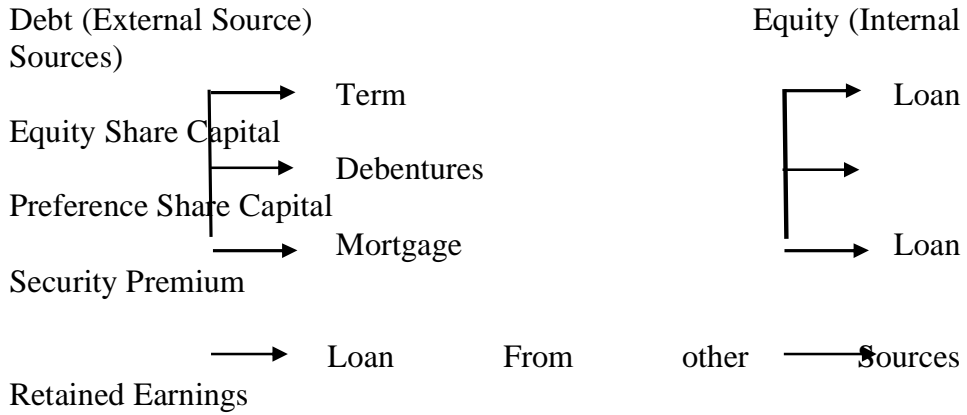 Debt (External Source) Equity (Internal
Sources)
Term Loan
Equity Share Capital
Debentures
Preference Share Capital
Mortgage Loan
Security Premium
Loan From other Sources
Retained Earnings